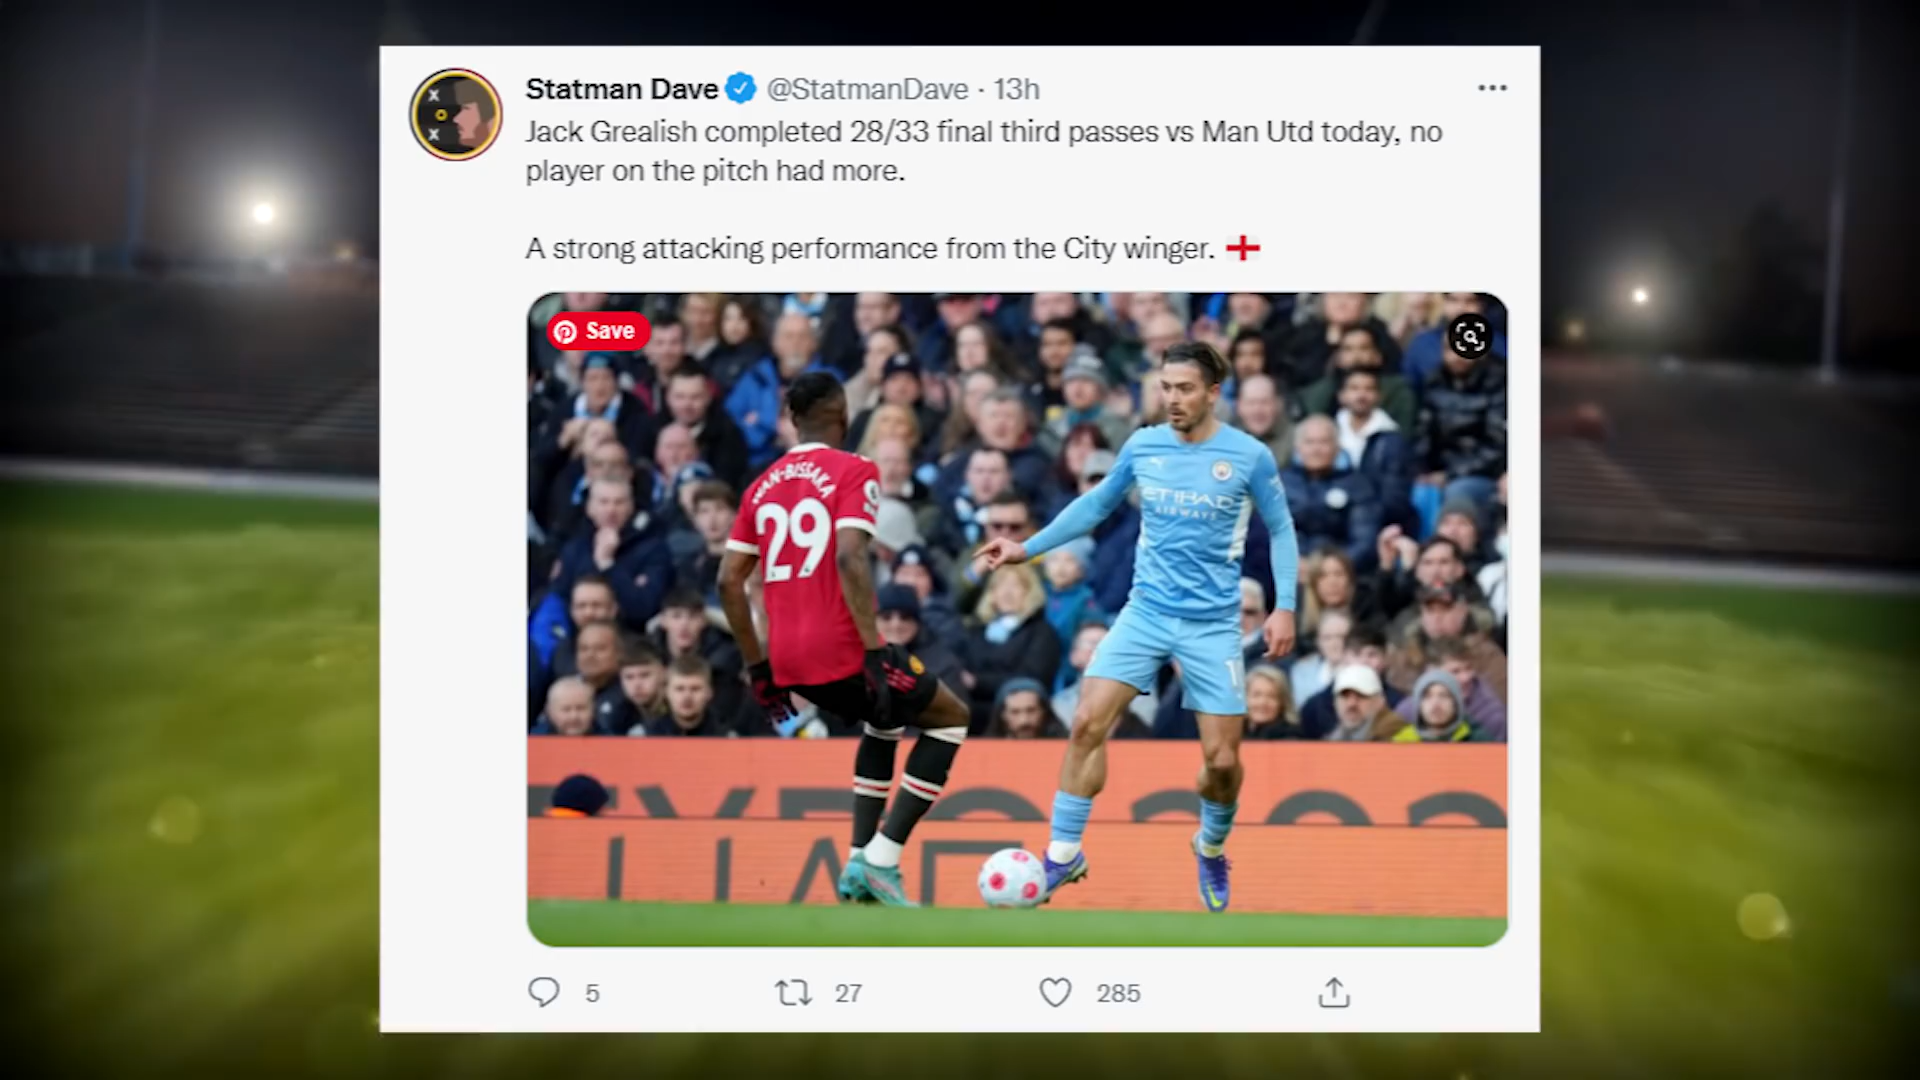 Statman Dave @StatmanDave · 13h
Jack Grealish completed 28/33 final third passes vs Man Utd today, no
player on the pitch had more.
A strong attacking performance from the City winger.
Save
WAN-BISSAKA
29
ETIHAD
AIRWAYS
5 27 285